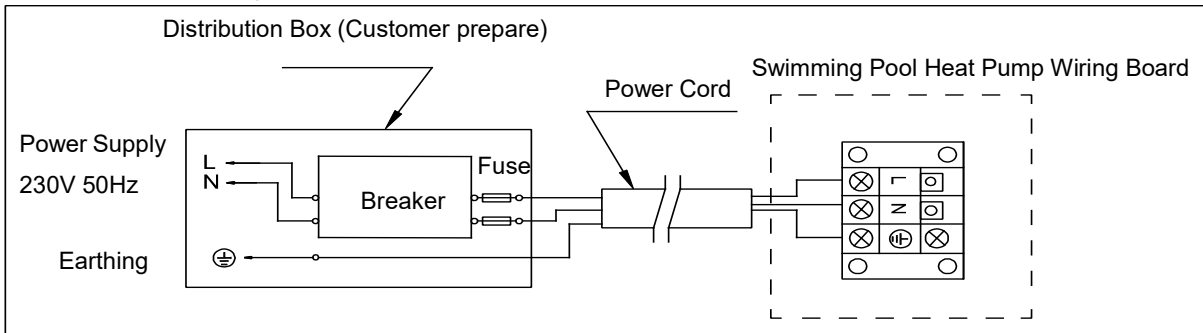 Distribution Box (Customer prepare)
Swimming Pool Heat Pump Wiring Board
Power Cord
Power Supply
230V 50Hz
L
N
Fuse
Breaker
Earthing
L
N